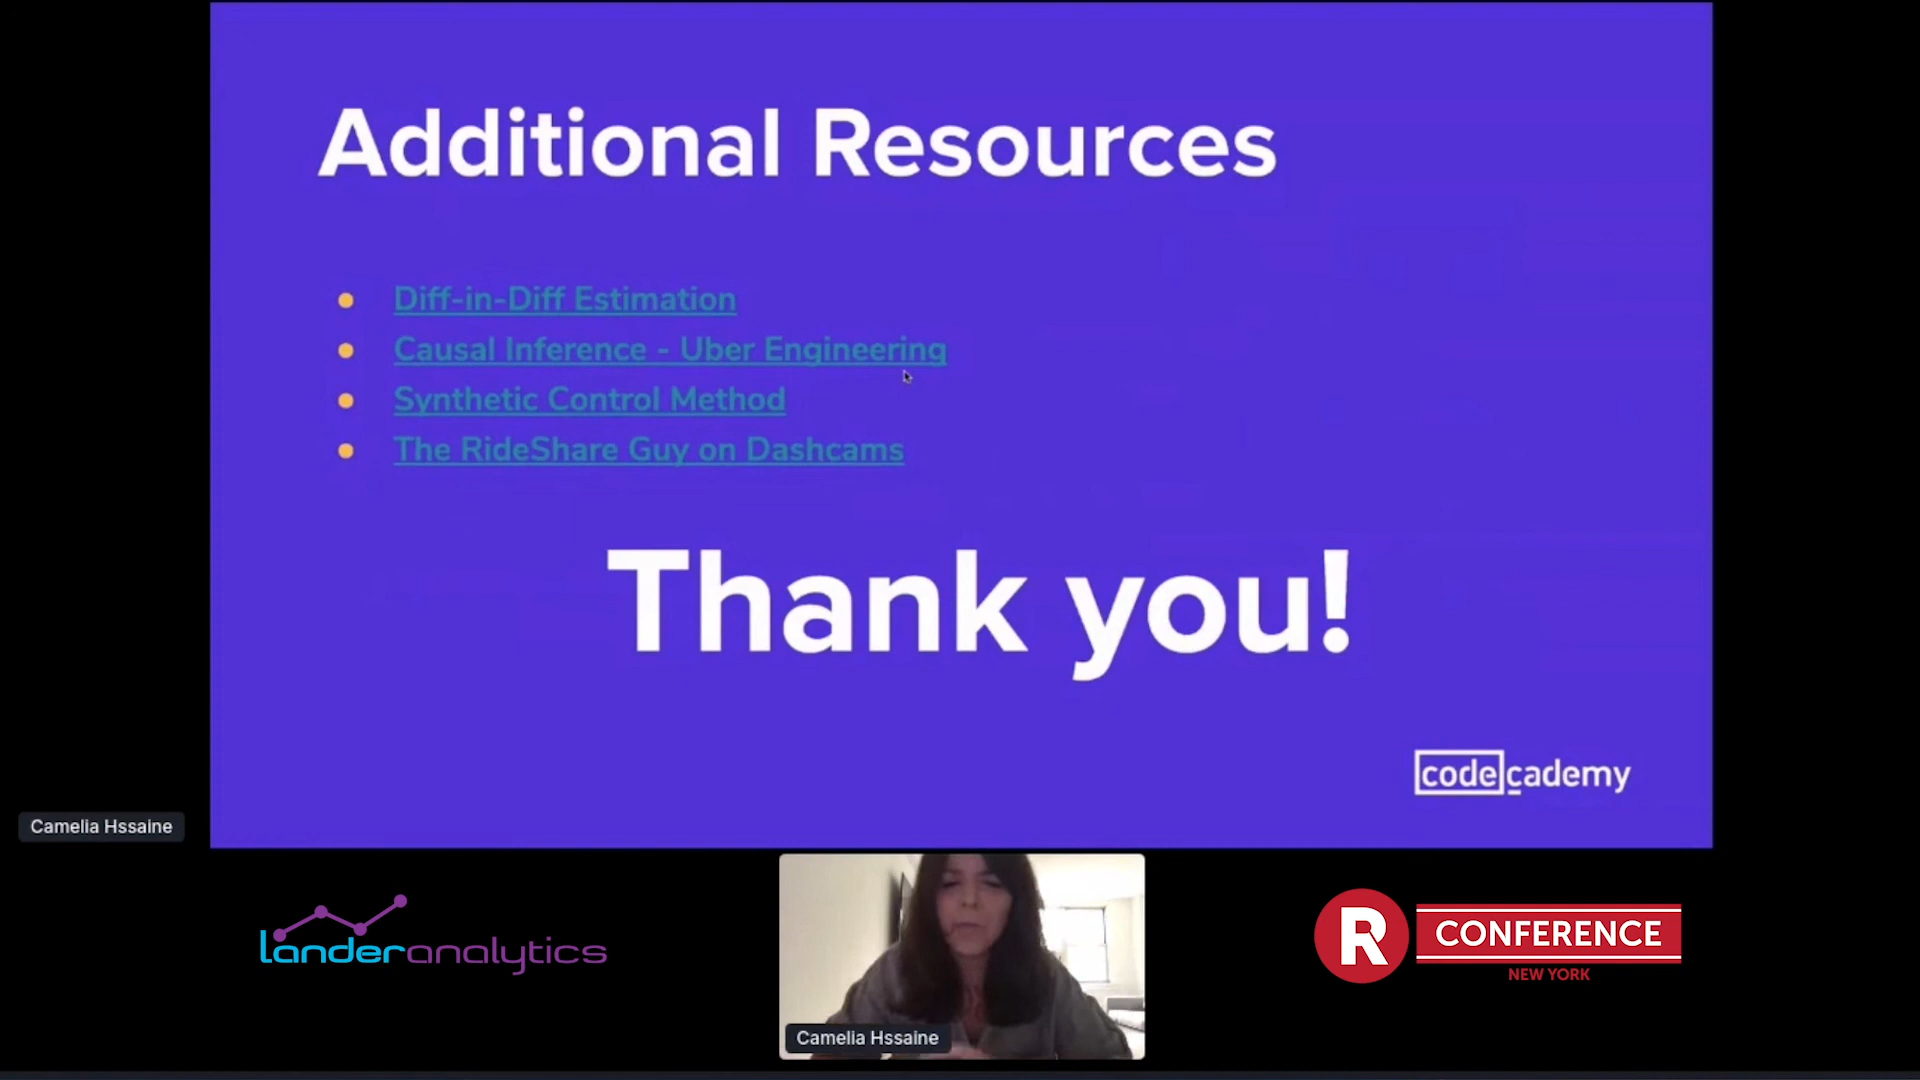 Additional Resources
Diff-in-Diff Estimation
Causal Inference - Uber Engineering
Synthetic Control Method
The RideShare Guy on Dashcams
Thank you!
codecademy
Camelia Hssaine
landeranalytics
Camelia Hssaine
R CONFERENCE
NEW YORK